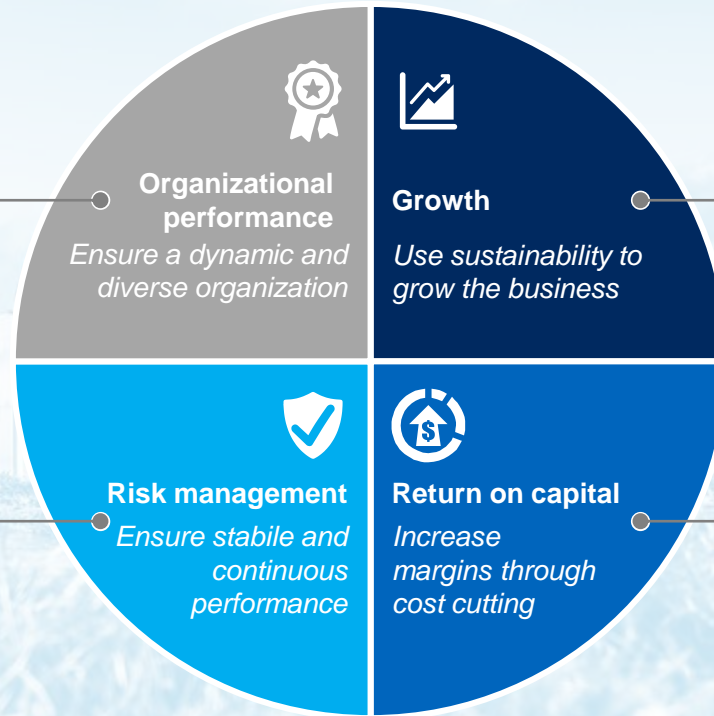 Organizational
performance
Ensure a dynamic and
diverse organization
Growth
Use sustainability to
grow the business
Risk management
Ensure stabile and
continuous
performance
$
Return on capital
Increase
margins through
cost cutting